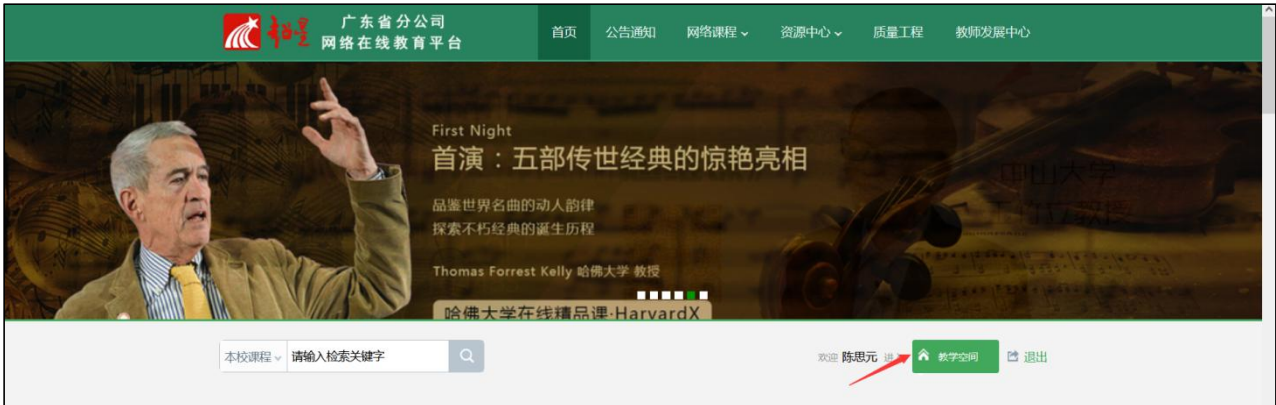 超星
广东省分公司
网络在线教育平台
首页 公告通知 网络课程 资源中心 质量工程 教师发展中心
First Night
首演：五部传世经典的惊艳亮相
品鉴世界名曲的动人韵律
探索不朽经典的诞生历程
Thomas Forrest Kelly 哈佛大学 教授
哈佛大学在线精品课·HarvardX
中山大学
本校课程 请输入检索关键字 欢迎 陈思元 进 教学空间 退出